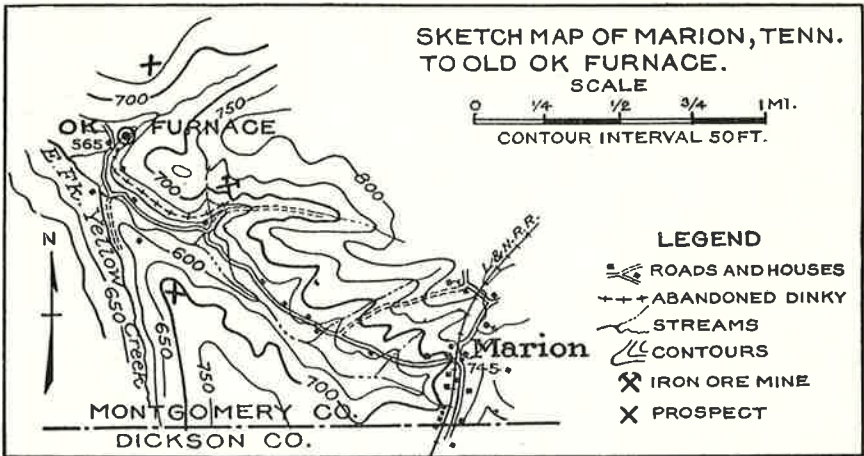 SKETCH MAP OF MARION, TENN.
TO OLD OK FURNACE.
SCALE
0 1/4 1/2 3/4 1 MI.
CONTOUR INTERVAL 50FT.
700
750
OK FURNACE
565
700
800
E. FK. Yellow Creek
N
600
650
650
750
700
L & N. R. R.
Marion
745
MONTGOMERY CO.
DICKSON CO.
LEGEND
ROADS AND HOUSES
ABANDONED DINKY
STREAMS
CONTOURS
IRON ORE MINE
PROSPECT